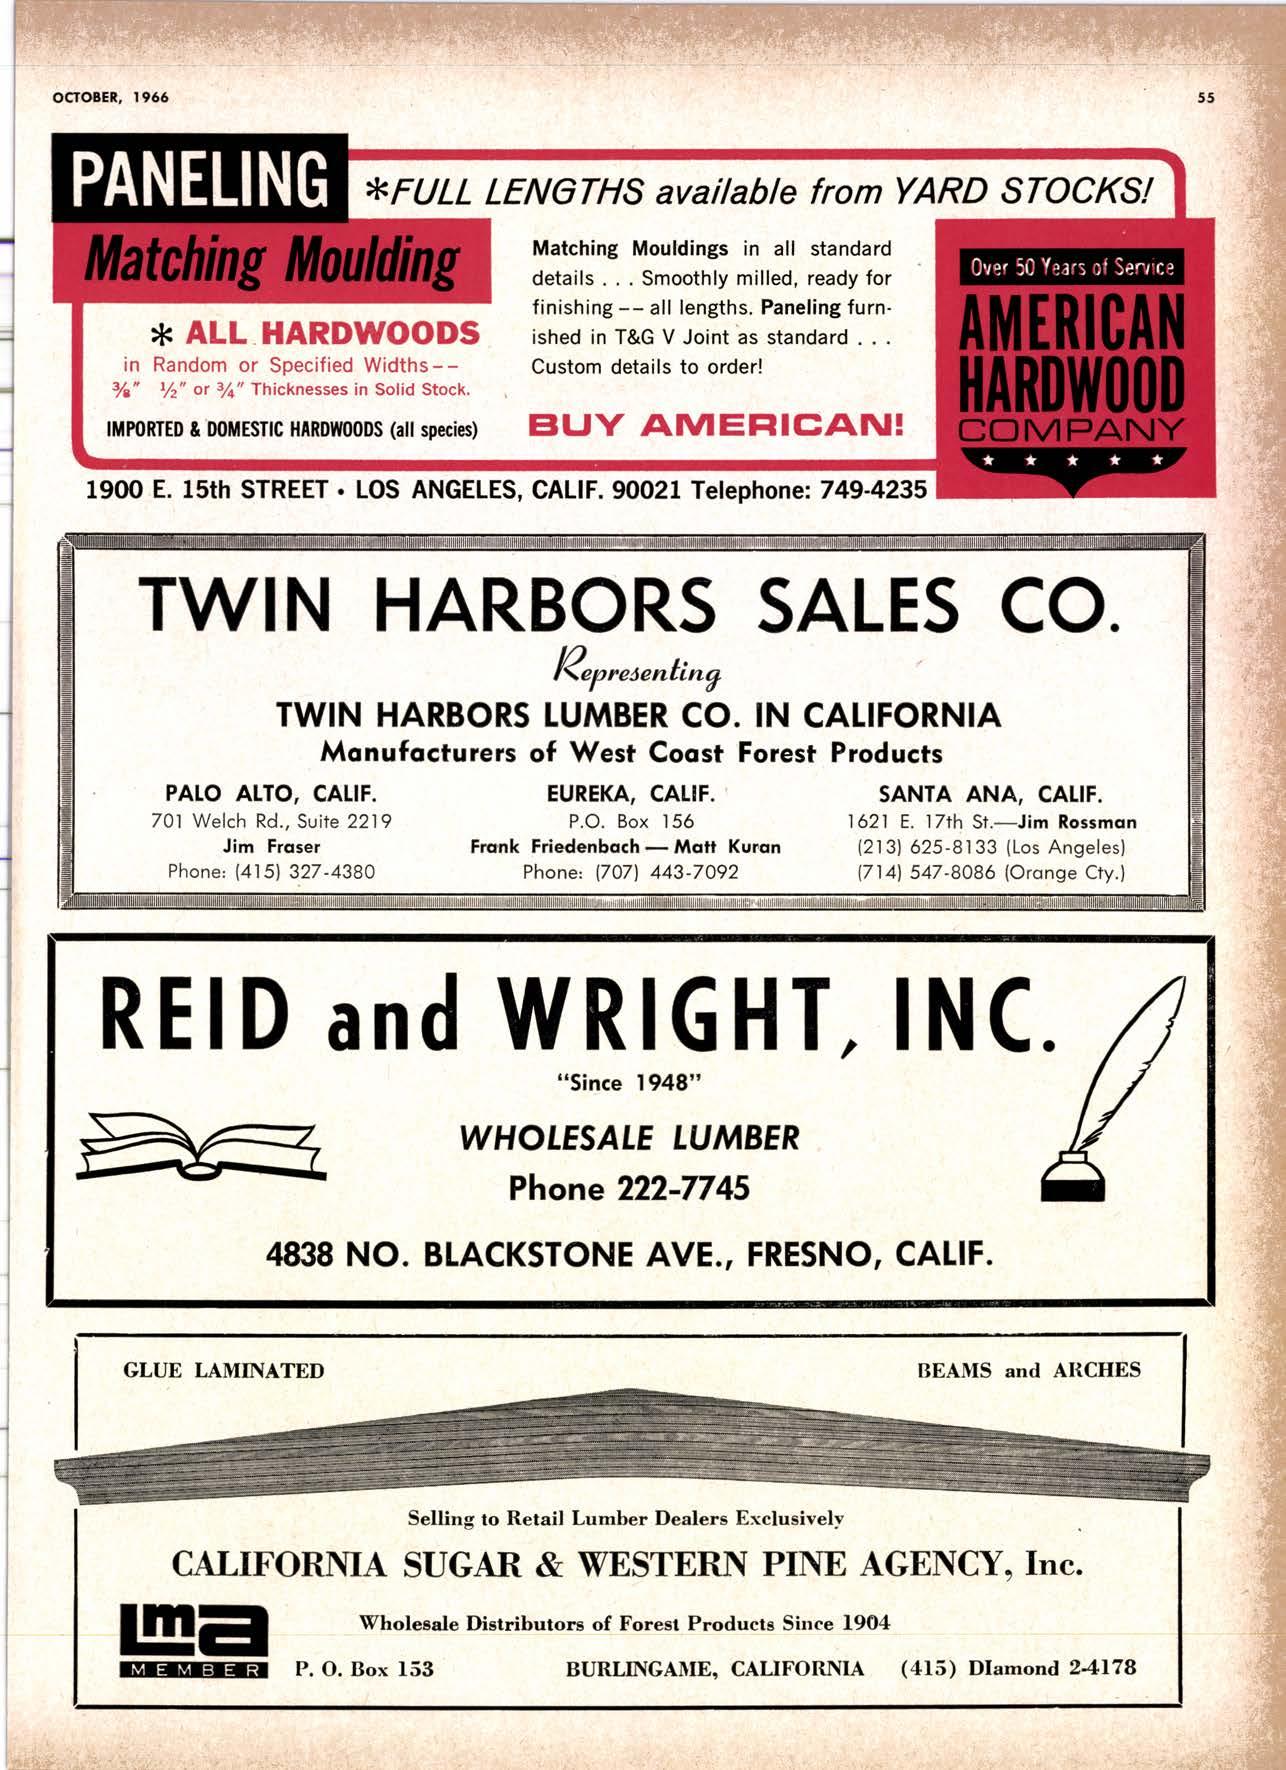 OCTOBER, 1966
55
PANELING
*FULL LENGTHS available from YARD STOCKS!
Matching Moulding
* ALL HARDWOODS
in Random or Specified Widths--
⅜" ½" or ¾" Thicknesses in Solid Stock.
IMPORTED & DOMESTIC HARDWOODS (all species)
Matching Mouldings in all standard
details . . . Smoothly milled, ready for
finishing -- all lengths. Paneling furn-
ished in T&G V Joint as standard . . .
Custom details to order!
BUY AMERICAN!
Over 50 Years of Service
AMERICAN
HARDWOOD
COMPANY
1900 E. 15th STREET • LOS ANGELES, CALIF. 90021 Telephone: 749-4235
TWIN HARBORS SALES CO.
Representing
TWIN HARBORS LUMBER CO. IN CALIFORNIA
Manufacturers of West Coast Forest Products
PALO ALTO, CALIF.
701 Welch Rd., Suite 2219
Jim Fraser
Phone: (415) 327-4380
EUREKA, CALIF.
P.O. Box 156
Frank Friedenbach — Matt Kuran
Phone: (707) 443-7092
SANTA ANA, CALIF.
1621 E. 17th St.—Jim Rossman
(213) 625-8133 (Los Angeles)
(714) 547-8086 (Orange Cty.)
REID and WRIGHT, INC.
"Since 1948"
WHOLESALE LUMBER
Phone 222-7745
4838 NO. BLACKSTONE AVE., FRESNO, CALIF.
GLUE LAMINATED
BEAMS and ARCHES
Selling to Retail Lumber Dealers Exclusively
CALIFORNIA SUGAR & WESTERN PINE AGENCY, Inc.
Wholesale Distributors of Forest Products Since 1904
lma
MEMBER
P. O. Box 153 BURLINGAME, CALIFORNIA (415) DIamond 2-4178